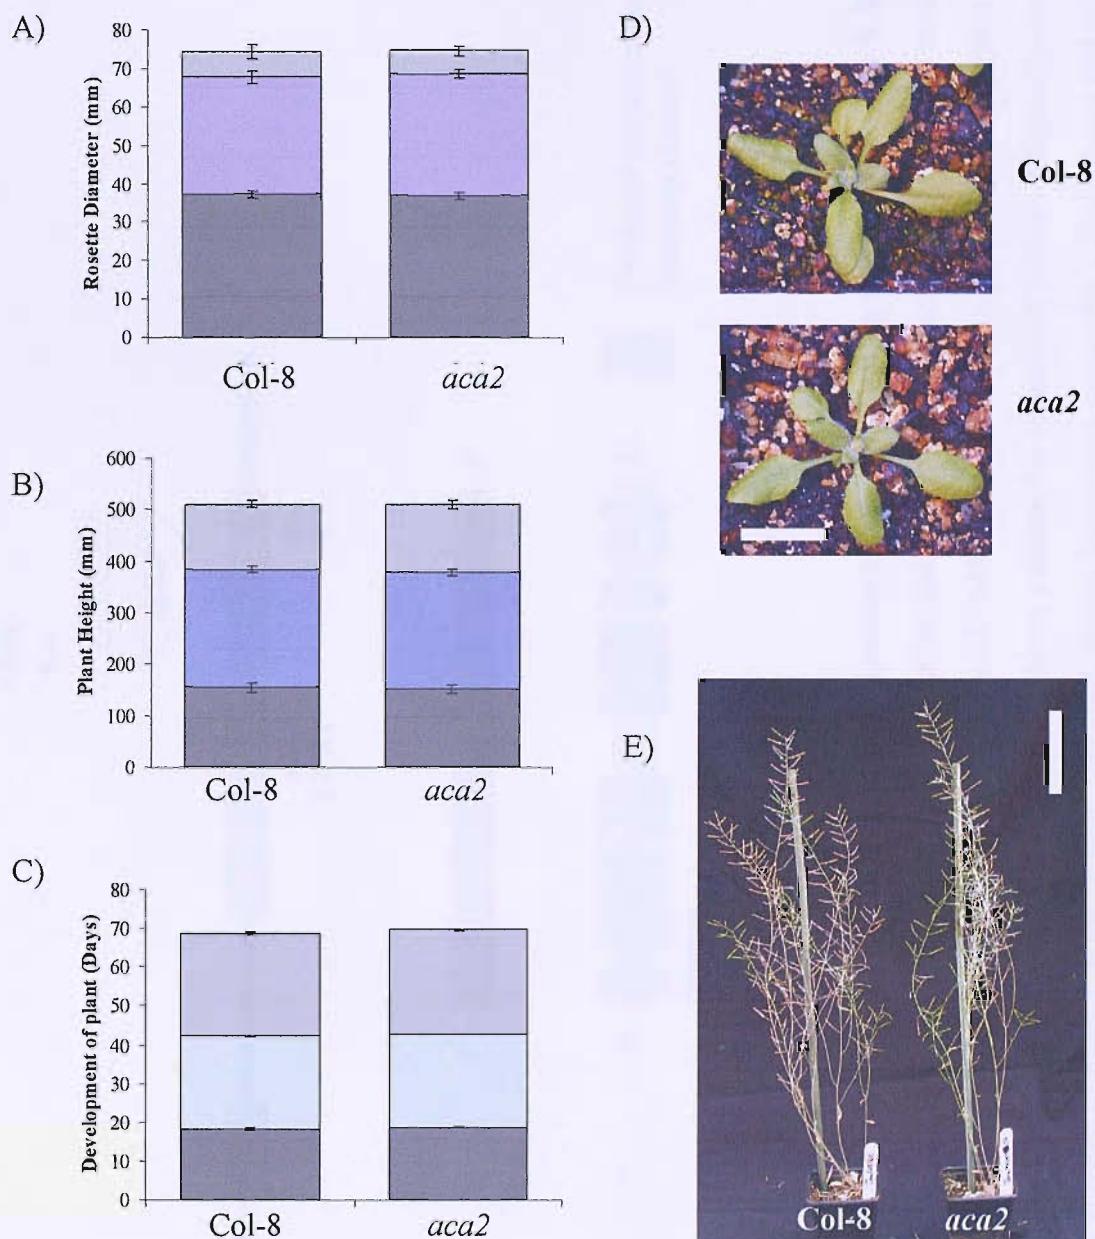 A)
80
70
60
50
40
30
20
10
0
Rosette Diameter (mm)
Col-8 aca2
B)
600
500
400
300
200
100
0
Plant Height (mm)
Col-8 aca2
C)
80
70
60
50
40
30
20
10
0
Development of plant (Days)
Col-8 aca2
D)
Col-8
aca2
E)
Col-8 aca2